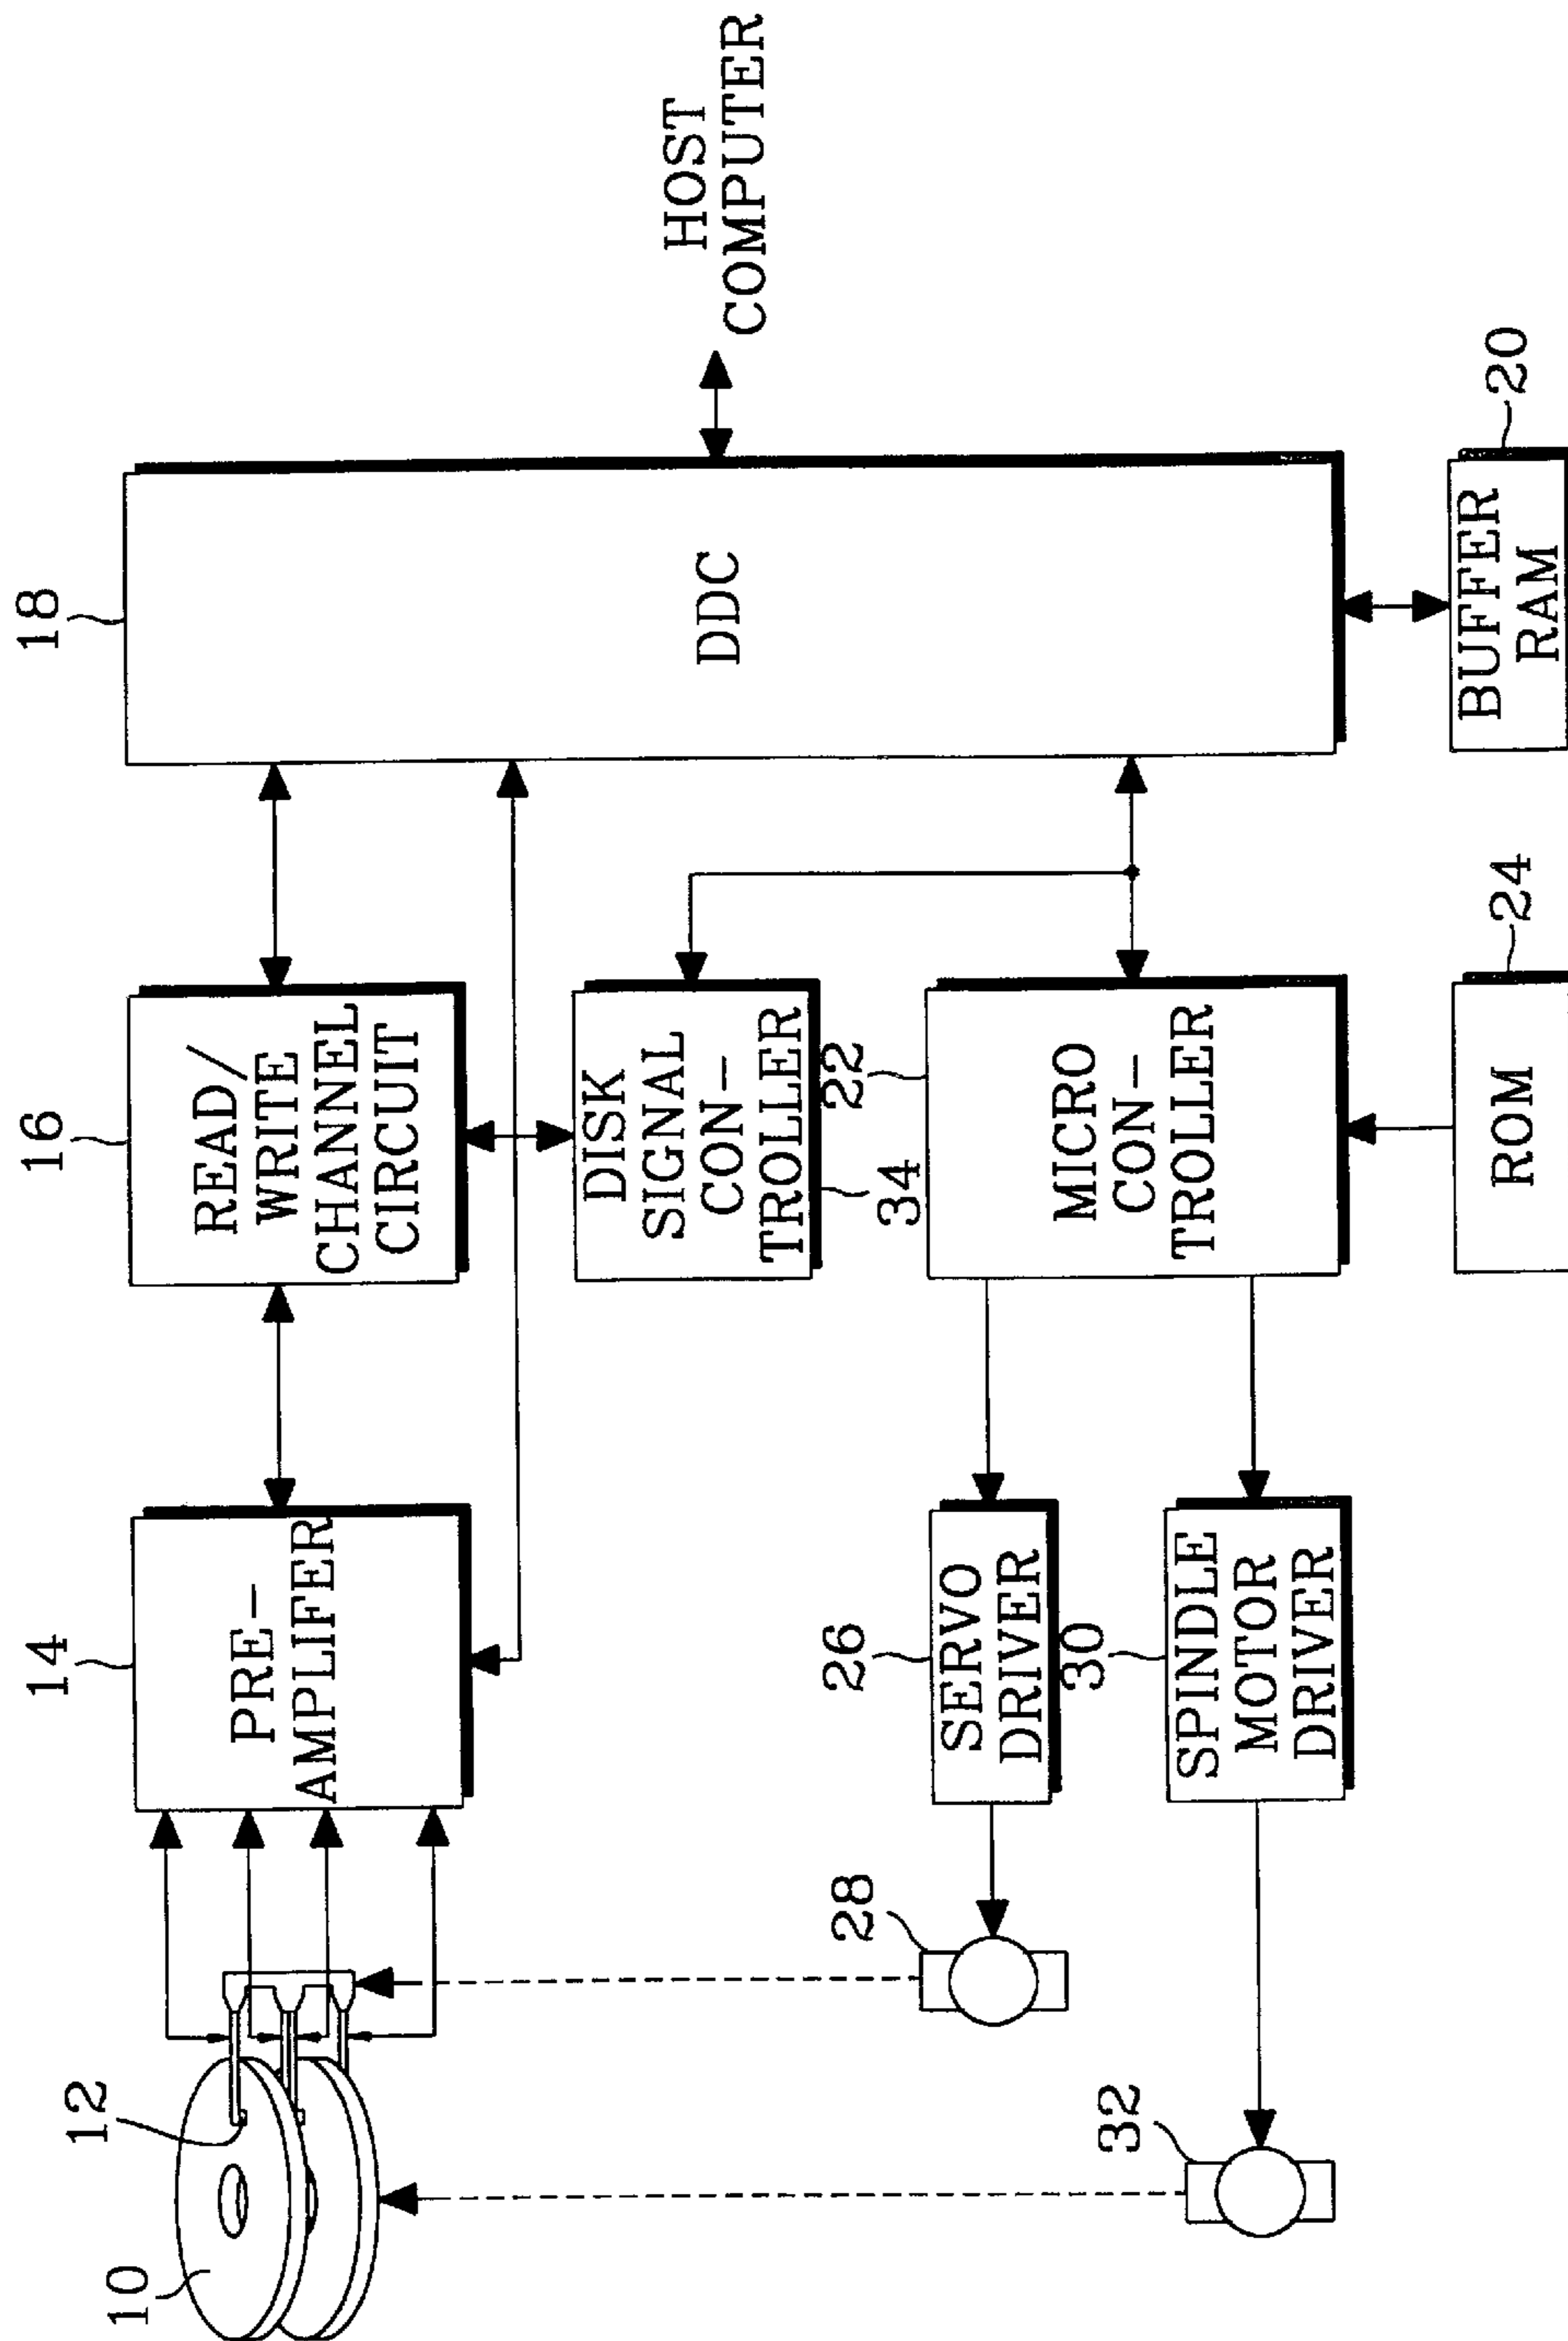 10
12
14
PRE-
AMPLIFER
16
READ/
WRITE
CHANNEL
CIRCUIT
18
DDC
HOST
COMPUTER
DISK
SIGNAL
CON-
TROLLER
34
22
MICRO
CON-
TROLLER
28
26
SERVO
DRIVER
32
30
SPINDLE
MOTOR
DRIVER
24
ROM
20
BUFFER
RAM